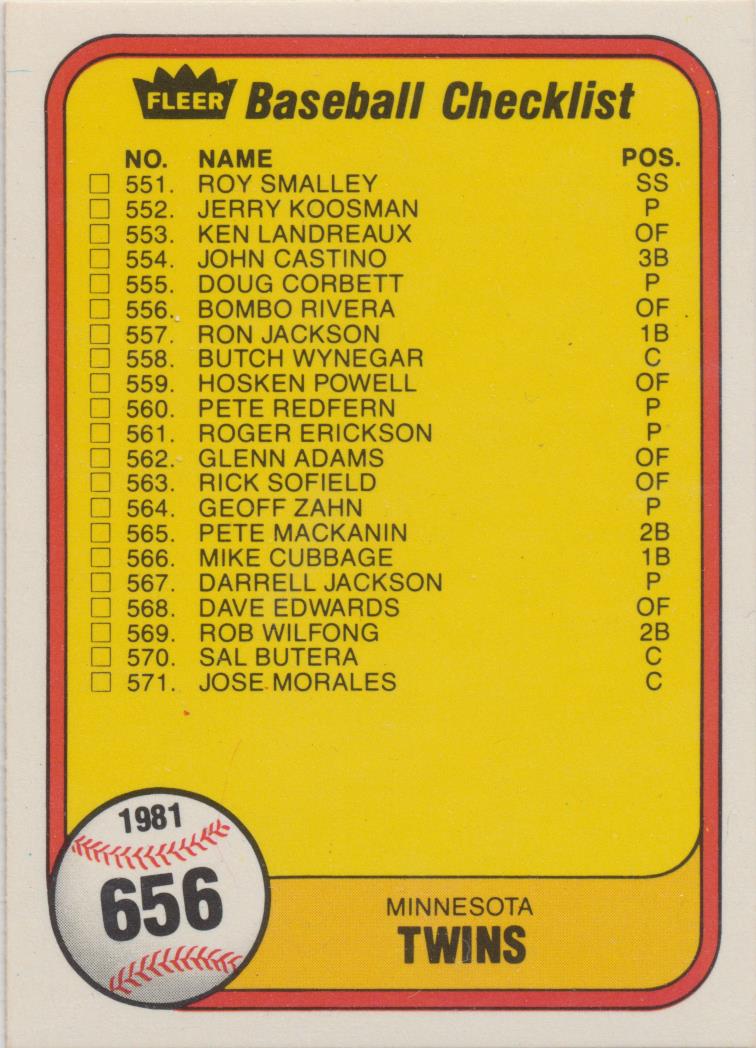 FLEER Baseball Checklist
NO. NAME POS.
551. ROY SMALLEY SS
552. JERRY KOOSMAN P
553. KEN LANDREAUX OF
554. JOHN CASTINO 3B
555. DOUG CORBETT P
556. BOMBO RIVERA OF
557. RON JACKSON 1B
558. BUTCH WYNEGAR C
559. HOSKEN POWELL OF
560. PETE REDFERN P
561. ROGER ERICKSON P
562. GLENN ADAMS OF
563. RICK SOFIELD OF
564. GEOFF ZAHN P
565. PETE MACKANIN 2B
566. MIKE CUBBAGE 1B
567. DARRELL JACKSON P
568. DAVE EDWARDS OF
569. ROB WILFONG 2B
570. SAL BUTERA C
571. JOSE MORALES C
1981
656
MINNESOTA
TWINS